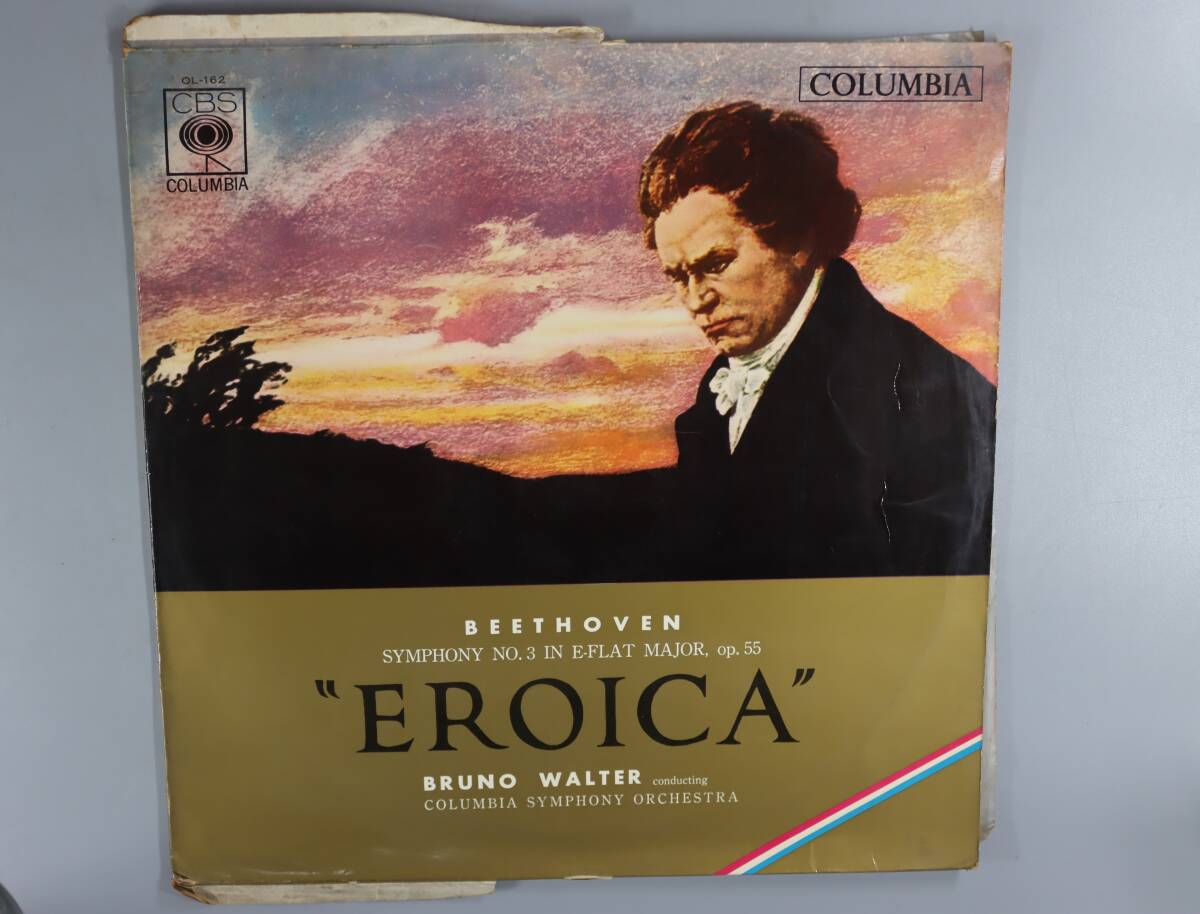 OL-162
CBS
COLUMBIA
COLUMBIA
BEETHOVEN
SYMPHONY NO. 3 IN E-FLAT MAJOR, op. 55
"EROICA"
BRUNO WALTER conducting
COLUMBIA SYMPHONY ORCHESTRA